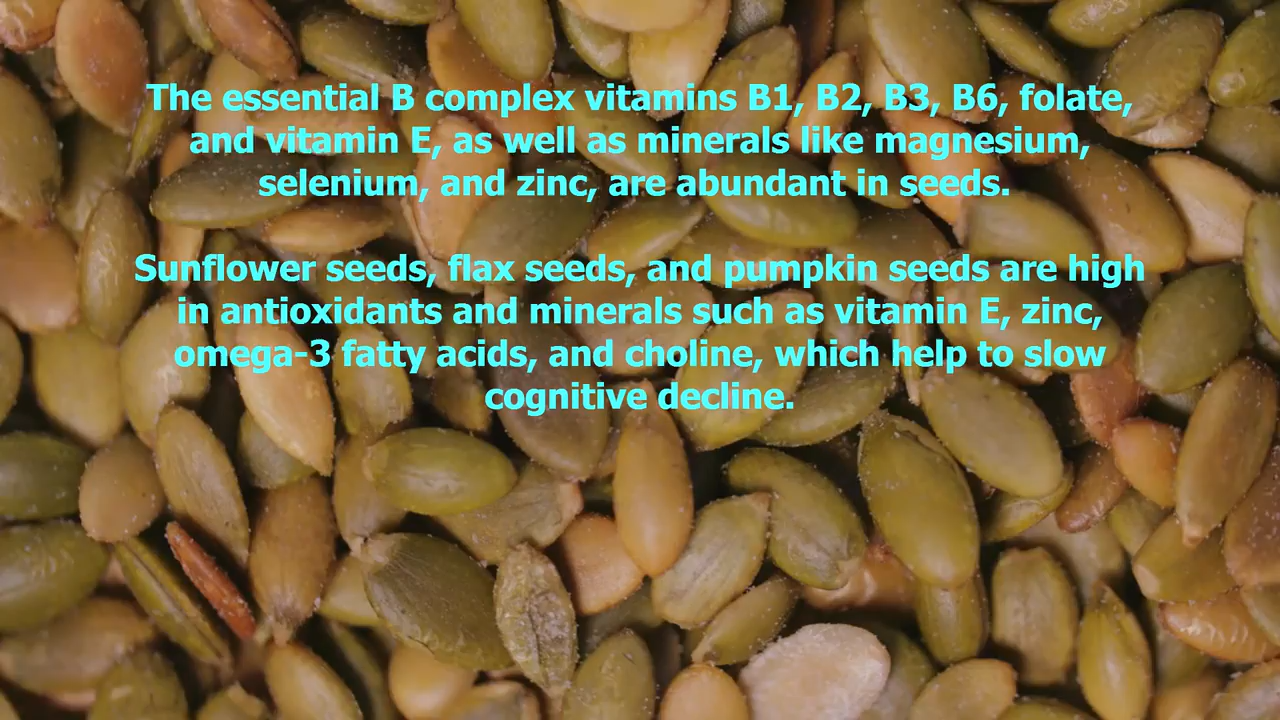 The essential B complex vitamins B1, B2, B3, B6, folate,
and vitamin E, as well as minerals like magnesium,
selenium, and zinc, are abundant in seeds.
Sunflower seeds, flax seeds, and pumpkin seeds are high
in antioxidants and minerals such as vitamin E, zinc,
omega-3 fatty acids, and choline, which help to slow
cognitive decline.